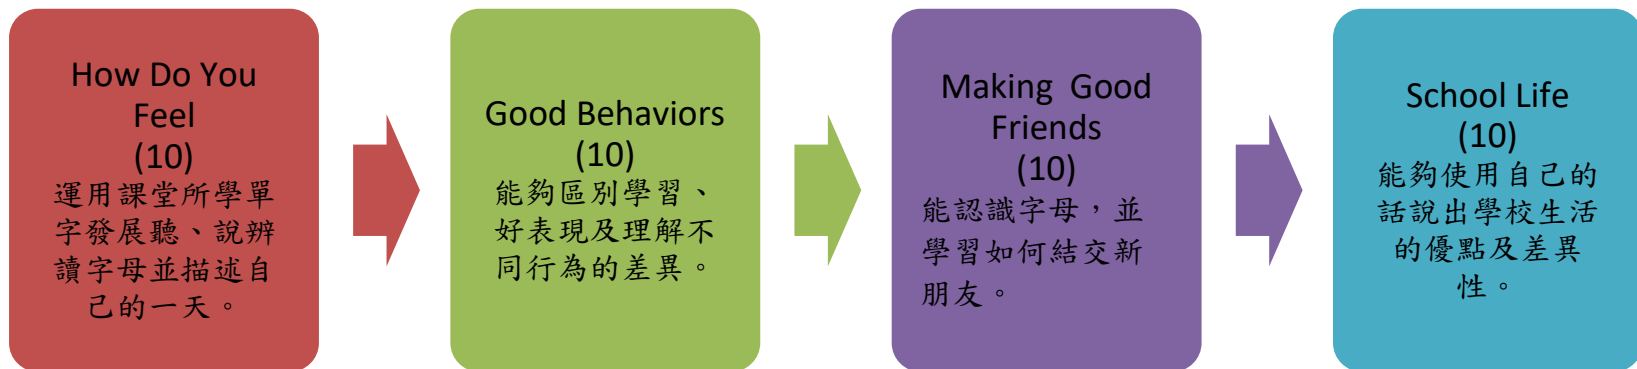 How Do You
Feel
(10)
運用課堂所學單
字發展聽、說辨
讀字母並描述自
己的一天。
Good Behaviors
(10)
能夠區別學習、
好表現及理解不
同行為的差異。
Making Good
Friends
(10)
能認識字母，並
學習如何結交新
朋友。
School Life
(10)
能夠使用自己的
話說出學校生活
的優點及差異
性。